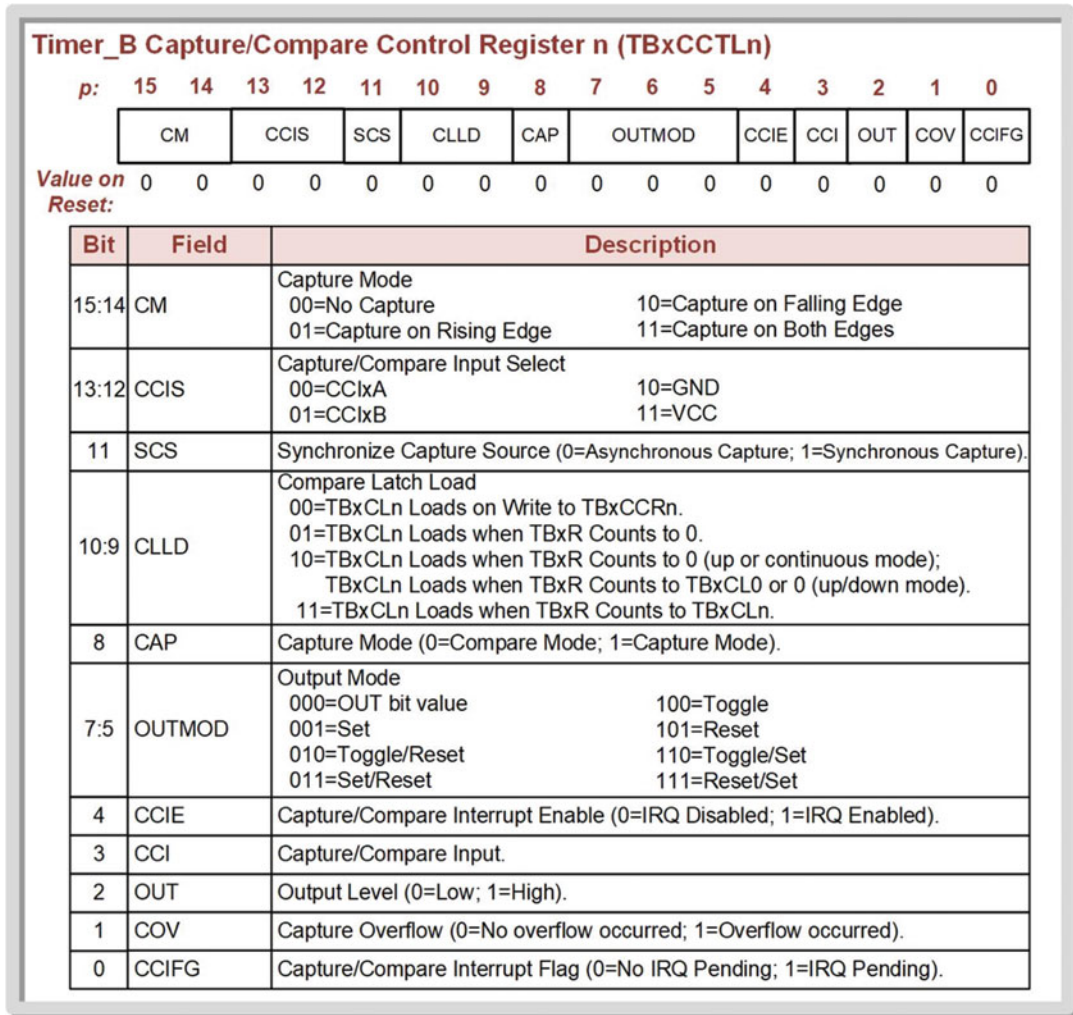 Timer_B Capture/Compare Control Register n (TBxCCTLn)
p: 15 14 13 12 11 10 9 8 7 6 5 4 3 2 1 0
CM CCIS SCS CLLD CAP OUTMOD CCIE CCI OUT COV CCIFG
Value on Reset: 0 0 0 0 0 0 0 0 0 0 0 0 0 0 0 0
Bit Field Description
15:14 CM Capture Mode
00=No Capture 10=Capture on Falling Edge
01=Capture on Rising Edge 11=Capture on Both Edges
13:12 CCIS Capture/Compare Input Select
00=CCIxA 10=GND
01=CCIxB 11=VCC
11 SCS Synchronize Capture Source (0=Asynchronous Capture; 1=Synchronous Capture).
10:9 CLLD Compare Latch Load
00=TBxCLn Loads on Write to TBxCCRn.
01=TBxCLn Loads when TBxR Counts to 0.
10=TBxCLn Loads when TBxR Counts to 0 (up or continuous mode);
TBxCLn Loads when TBxR Counts to TBxCL0 or 0 (up/down mode).
11=TBxCLn Loads when TBxR Counts to TBxCLn.
8 CAP Capture Mode (0=Compare Mode; 1=Capture Mode).
7:5 OUTMOD Output Mode
000=OUT bit value 100=Toggle
001=Set 101=Reset
010=Toggle/Reset 110=Toggle/Set
011=Set/Reset 111=Reset/Set
4 CCIE Capture/Compare Interrupt Enable (0=IRQ Disabled; 1=IRQ Enabled).
3 CCI Capture/Compare Input.
2 OUT Output Level (0=Low; 1=High).
1 COV Capture Overflow (0=No overflow occurred; 1=Overflow occurred).
0 CCIFG Capture/Compare Interrupt Flag (0=No IRQ Pending; 1=IRQ Pending).